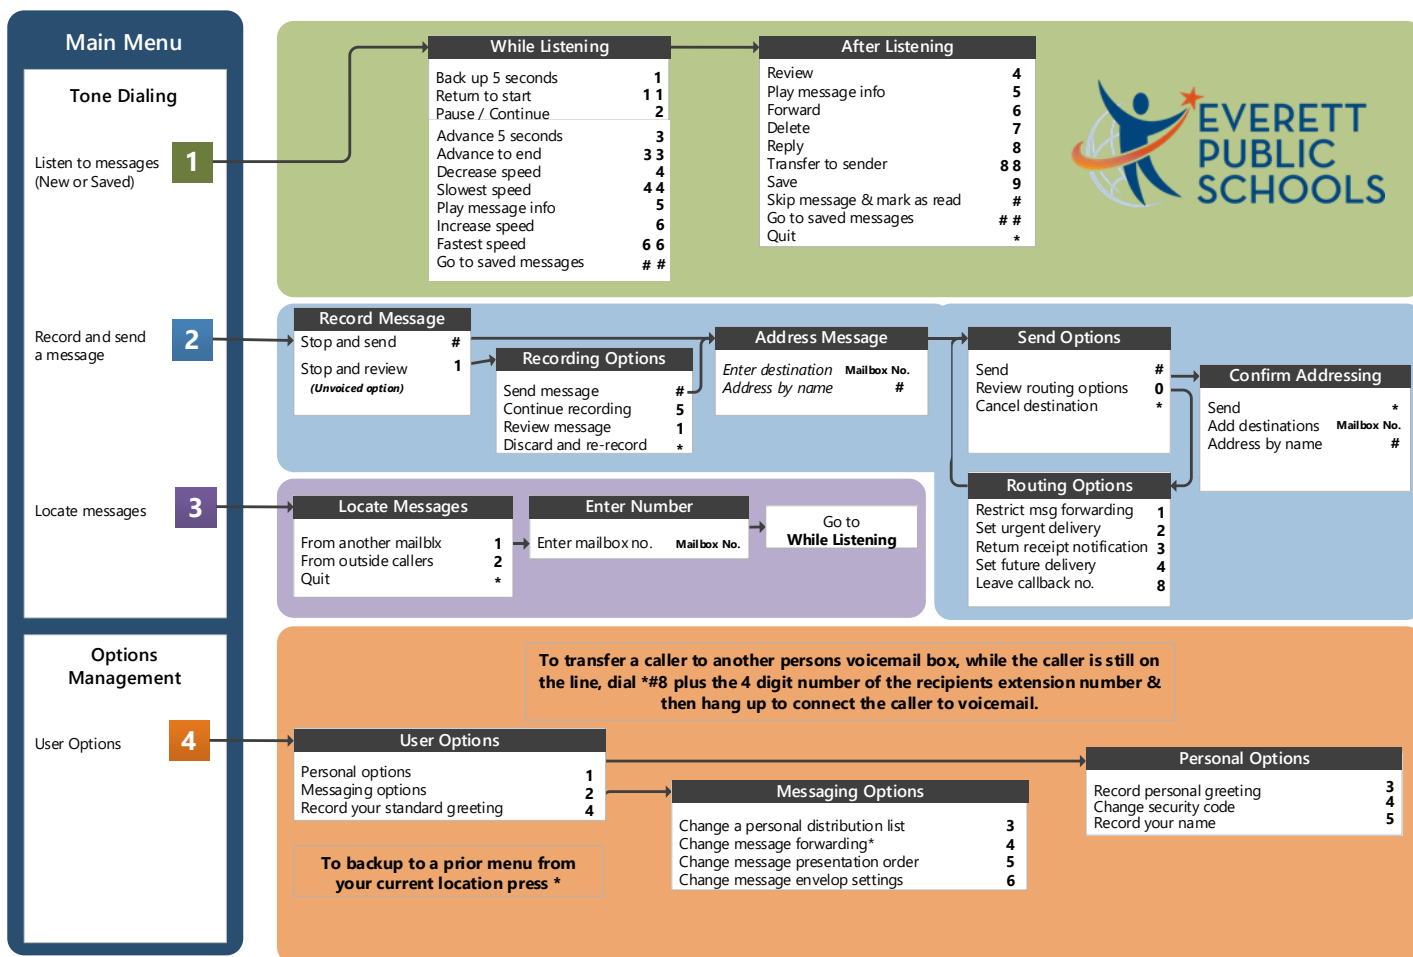 Main Menu
Tone Dialing
Listen to messages
(New or Saved)
1
Record and send
a message
2
Locate messages
3
Options
Management
User Options
4
While Listening
Back up 5 seconds 1
Return to start 1 1
Pause / Continue 2
Advance 5 seconds 3
Advance to end 3 3
Decrease speed 4
Slowest speed 4 4
Play message info 5
Increase speed 6
Fastest speed 6 6
Go to saved messages # #
After Listening
Review 4
Play message info 5
Forward 6
Delete 7
Reply 8
Transfer to sender 8 8
Save 9
Skip message & mark as read #
Go to saved messages # #
Quit *
EVERETT
PUBLIC
SCHOOLS
Record Message
Stop and send #
Stop and review 1
(Unvoiced option)
Recording Options
Send message #
Continue recording 5
Review message 1
Discard and re-record *
Address Message
Enter destination Mailbox No.
Address by name #
Send Options
Send #
Review routing options 0
Cancel destination *
Confirm Addressing
Send *
Add destinations Mailbox No.
Address by name #
Routing Options
Restrict msg forwarding 1
Set urgent delivery 2
Return receipt notification 3
Set future delivery 4
Leave callback no. 8
Locate Messages
From another mailblx 1
From outside callers 2
Quit *
Enter Number
Enter mailbox no. Mailbox No.
Go to
While Listening
To transfer a caller to another persons voicemail box, while the caller is still on
the line, dial *#8 plus the 4 digit number of the recipients extension number &
then hang up to connect the caller to voicemail.
User Options
Personal options 1
Messaging options 2
Record your standard greeting 4
Messaging Options
Change a personal distribution list 3
Change message forwarding* 4
Change message presentation order 5
Change message envelop settings 6
Personal Options
Record personal greeting 3
Change security code 4
Record your name 5
To backup to a prior menu from
your current location press *